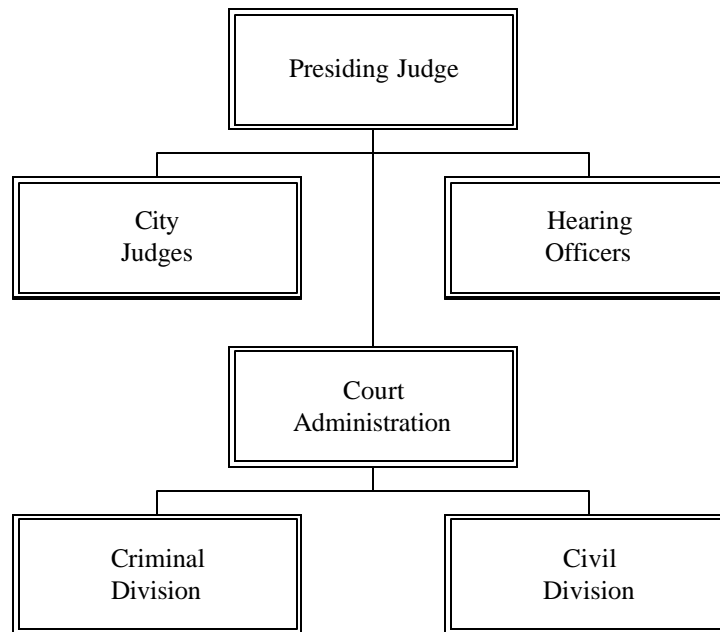 Presiding Judge
City
Judges
Hearing
Officers
Court
Administration
Criminal
Division
Civil
Division